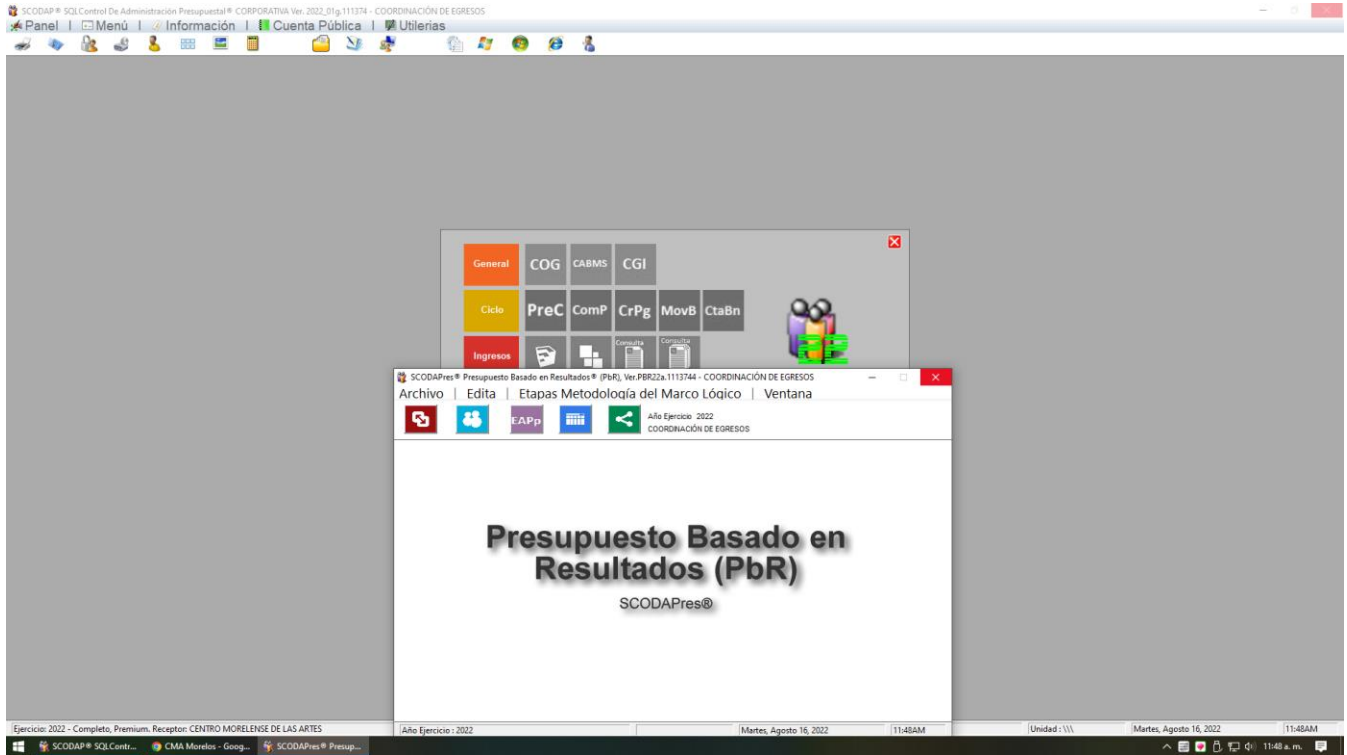 SCODAP® SQLControl De Administración Presupuestal® CORPORATIVA Ver. 2022_01g.111374 - COORDINACIÓN DE EGRESOS
Panel | Menú | Información | Cuenta Pública | Utilerias
General COG CABMS CGI
Ciclo PreC ComP CrPg MovB CtaBn
22
Ingresos Consulta Consulta
SCODAPres® Presupuesto Basado en Resultados® (PbR), Ver.PBR22a.1113744 - COORDINACIÓN DE EGRESOS
Archivo | Edita | Etapas Metodología del Marco Lógico | Ventana
EAPp
Año Ejercicio 2022
COORDINACIÓN DE EGRESOS
Presupuesto Basado en
Resultados (PbR)
SCODAPres®
Año Ejercicio : 2022 Martes, Agosto 16, 2022 11:48AM
Ejercicio: 2022 - Completo, Premium. Receptor: CENTRO MORELENSE DE LAS ARTES Unidad : \\\ Martes, Agosto 16, 2022 11:48AM
SCODAP® SQLContr... CMA Morelos - Goog... SCODAPres® Presup... 11:48 a. m.